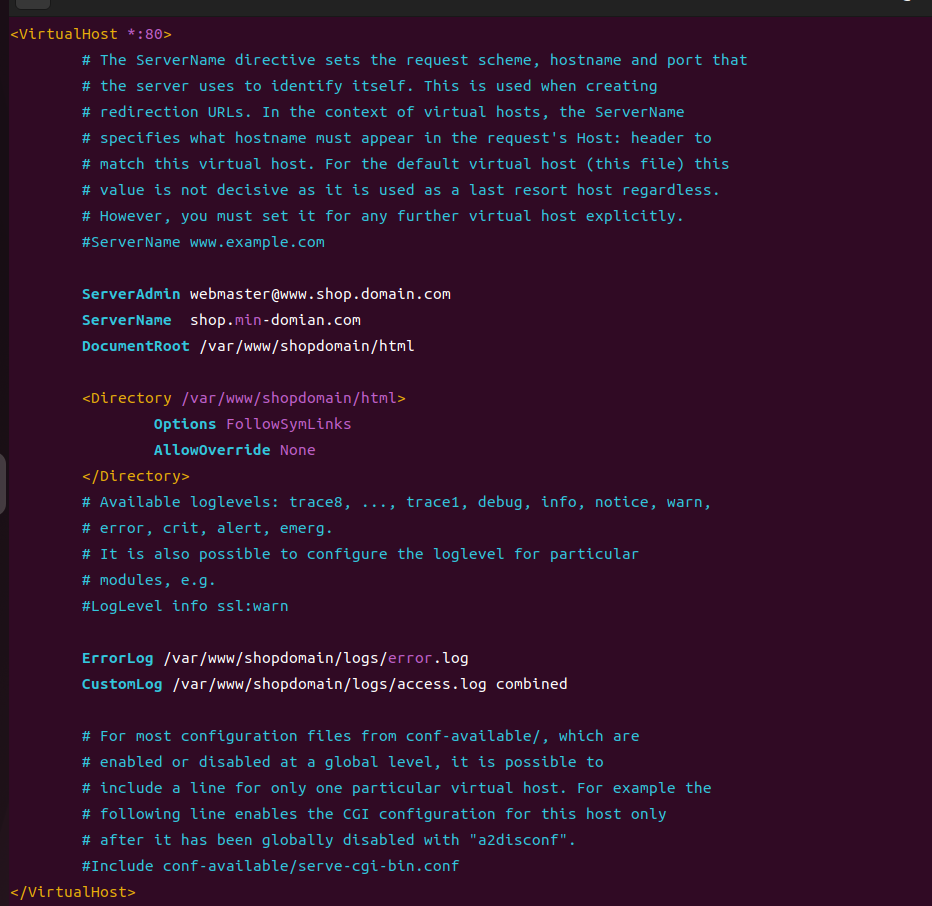 <VirtualHost *:80>
# The ServerName directive sets the request scheme, hostname and port that
# the server uses to identify itself. This is used when creating
# redirection URLs. In the context of virtual hosts, the ServerName
# specifies what hostname must appear in the request's Host: header to
# match this virtual host. For the default virtual host (this file) this
# value is not decisive as it is used as a last resort host regardless.
# However, you must set it for any further virtual host explicitly.
#ServerName www.example.com
ServerAdmin webmaster@www.shop.domain.com
ServerName  shop.min-domian.com
DocumentRoot /var/www/shopdomain/html
<Directory /var/www/shopdomain/html>
Options FollowSymLinks
AllowOverride None
</Directory>
# Available loglevels: trace8, ..., trace1, debug, info, notice, warn,
# error, crit, alert, emerg.
# It is also possible to configure the loglevel for particular
# modules, e.g.
#LogLevel info ssl:warn
ErrorLog /var/www/shopdomain/logs/error.log
CustomLog /var/www/shopdomain/logs/access.log combined
# For most configuration files from conf-available/, which are
# enabled or disabled at a global level, it is possible to
# include a line for only one particular virtual host. For example the
# following line enables the CGI configuration for this host only
# after it has been globally disabled with "a2disconf".
#Include conf-available/serve-cgi-bin.conf
</VirtualHost>